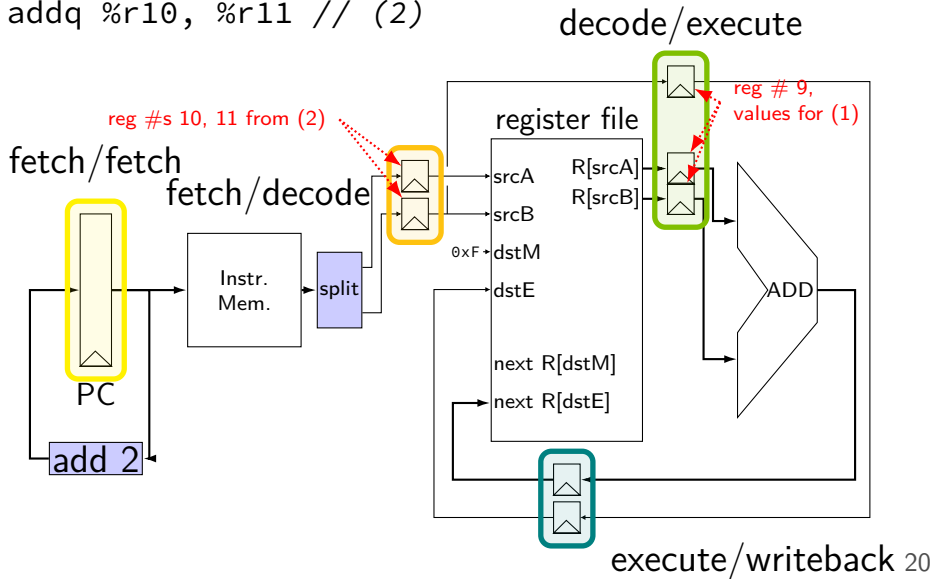 addq %r10, %r11 // (2)
decode/execute
reg # 9,
values for (1)
reg #s 10, 11 from (2)
register file
fetch/fetch
fetch/decode
srcA
R[srcA]
srcB
R[srcB]
0xF
dstM
Instr.
Mem.
split
dstE
ADD
next R[dstM]
PC
next R[dstE]
add 2
execute/writeback
20